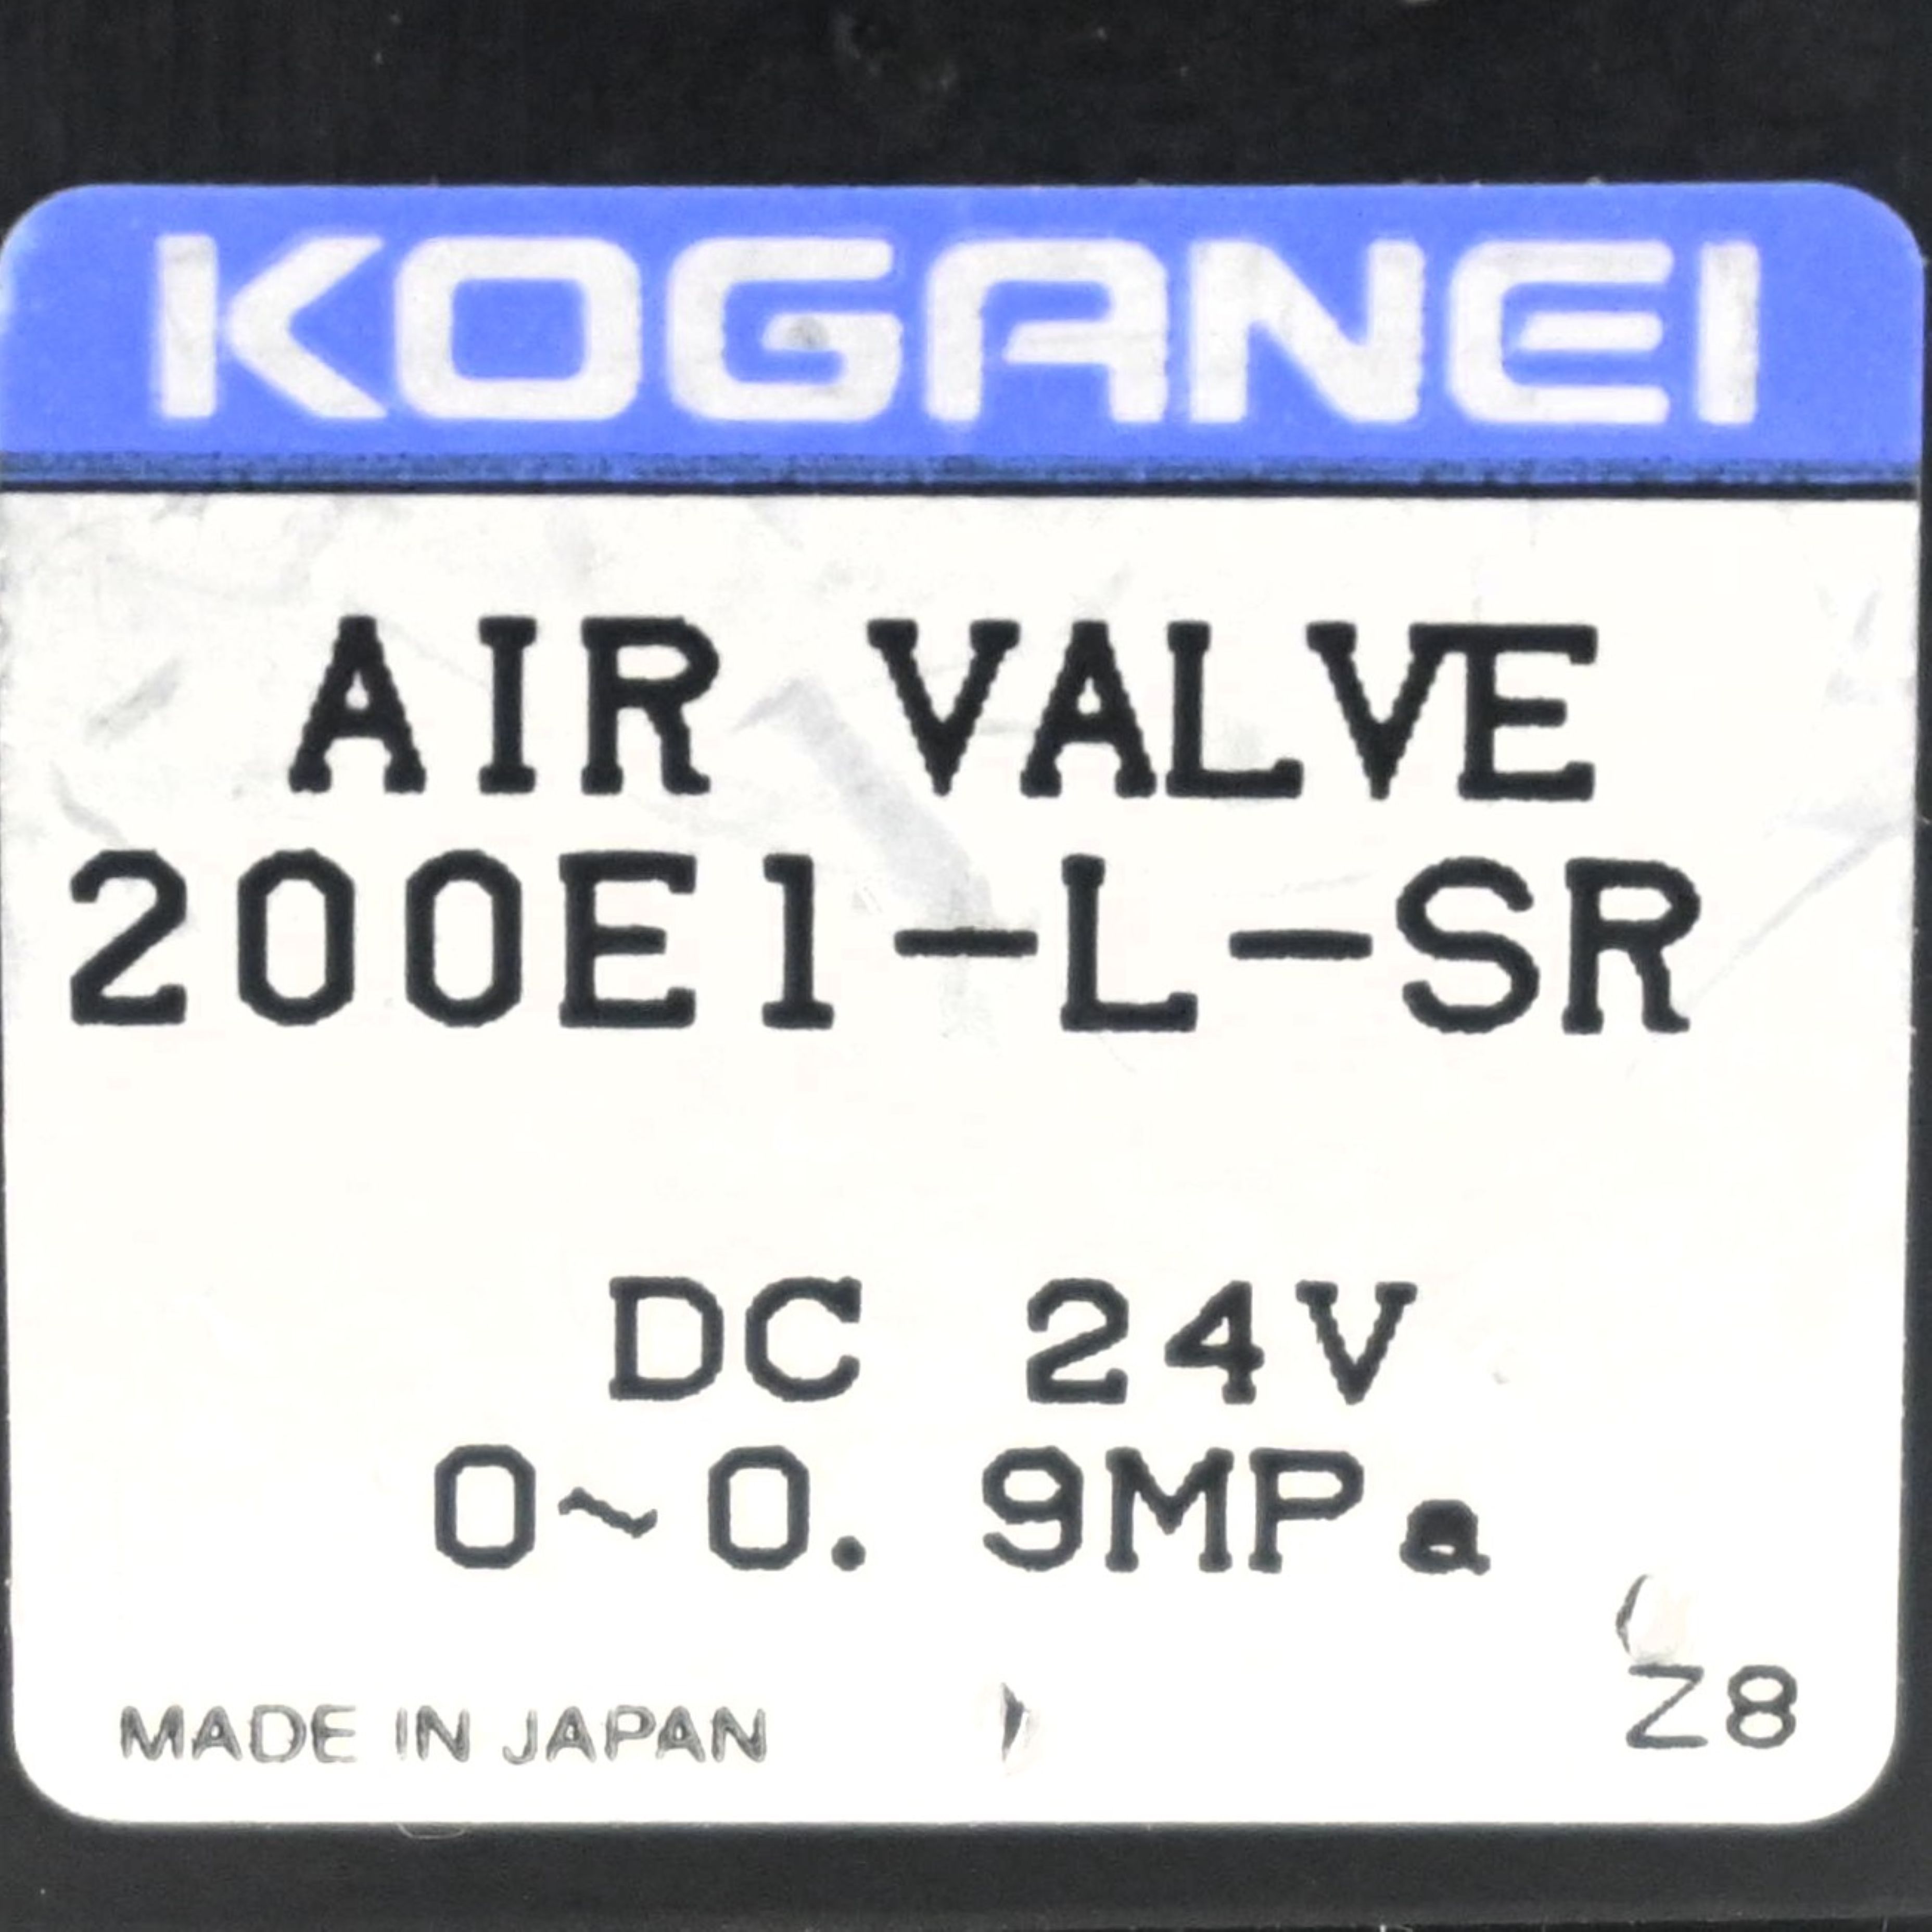 KOGANEI
AIR VALVE
200E1-L-SR
DC 24V
0~0. 9MPa
Z8
MADE IN JAPAN